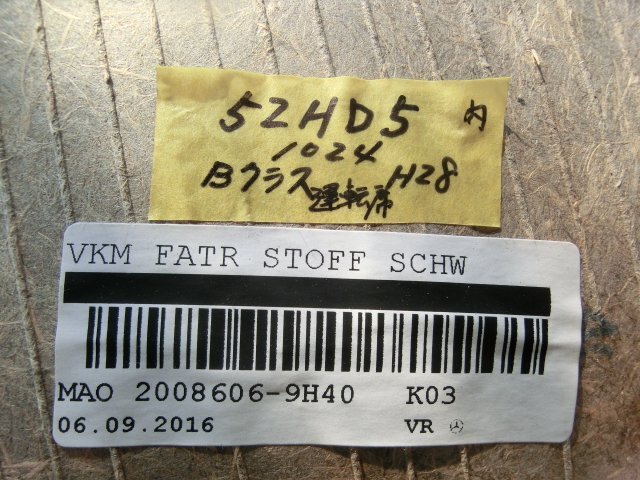 52HD5 内
1024
Bクラス H28
運転席
VKM FATR STOFF SCHW
MAO 2008606-9H40 K03
06.09.2016 VR